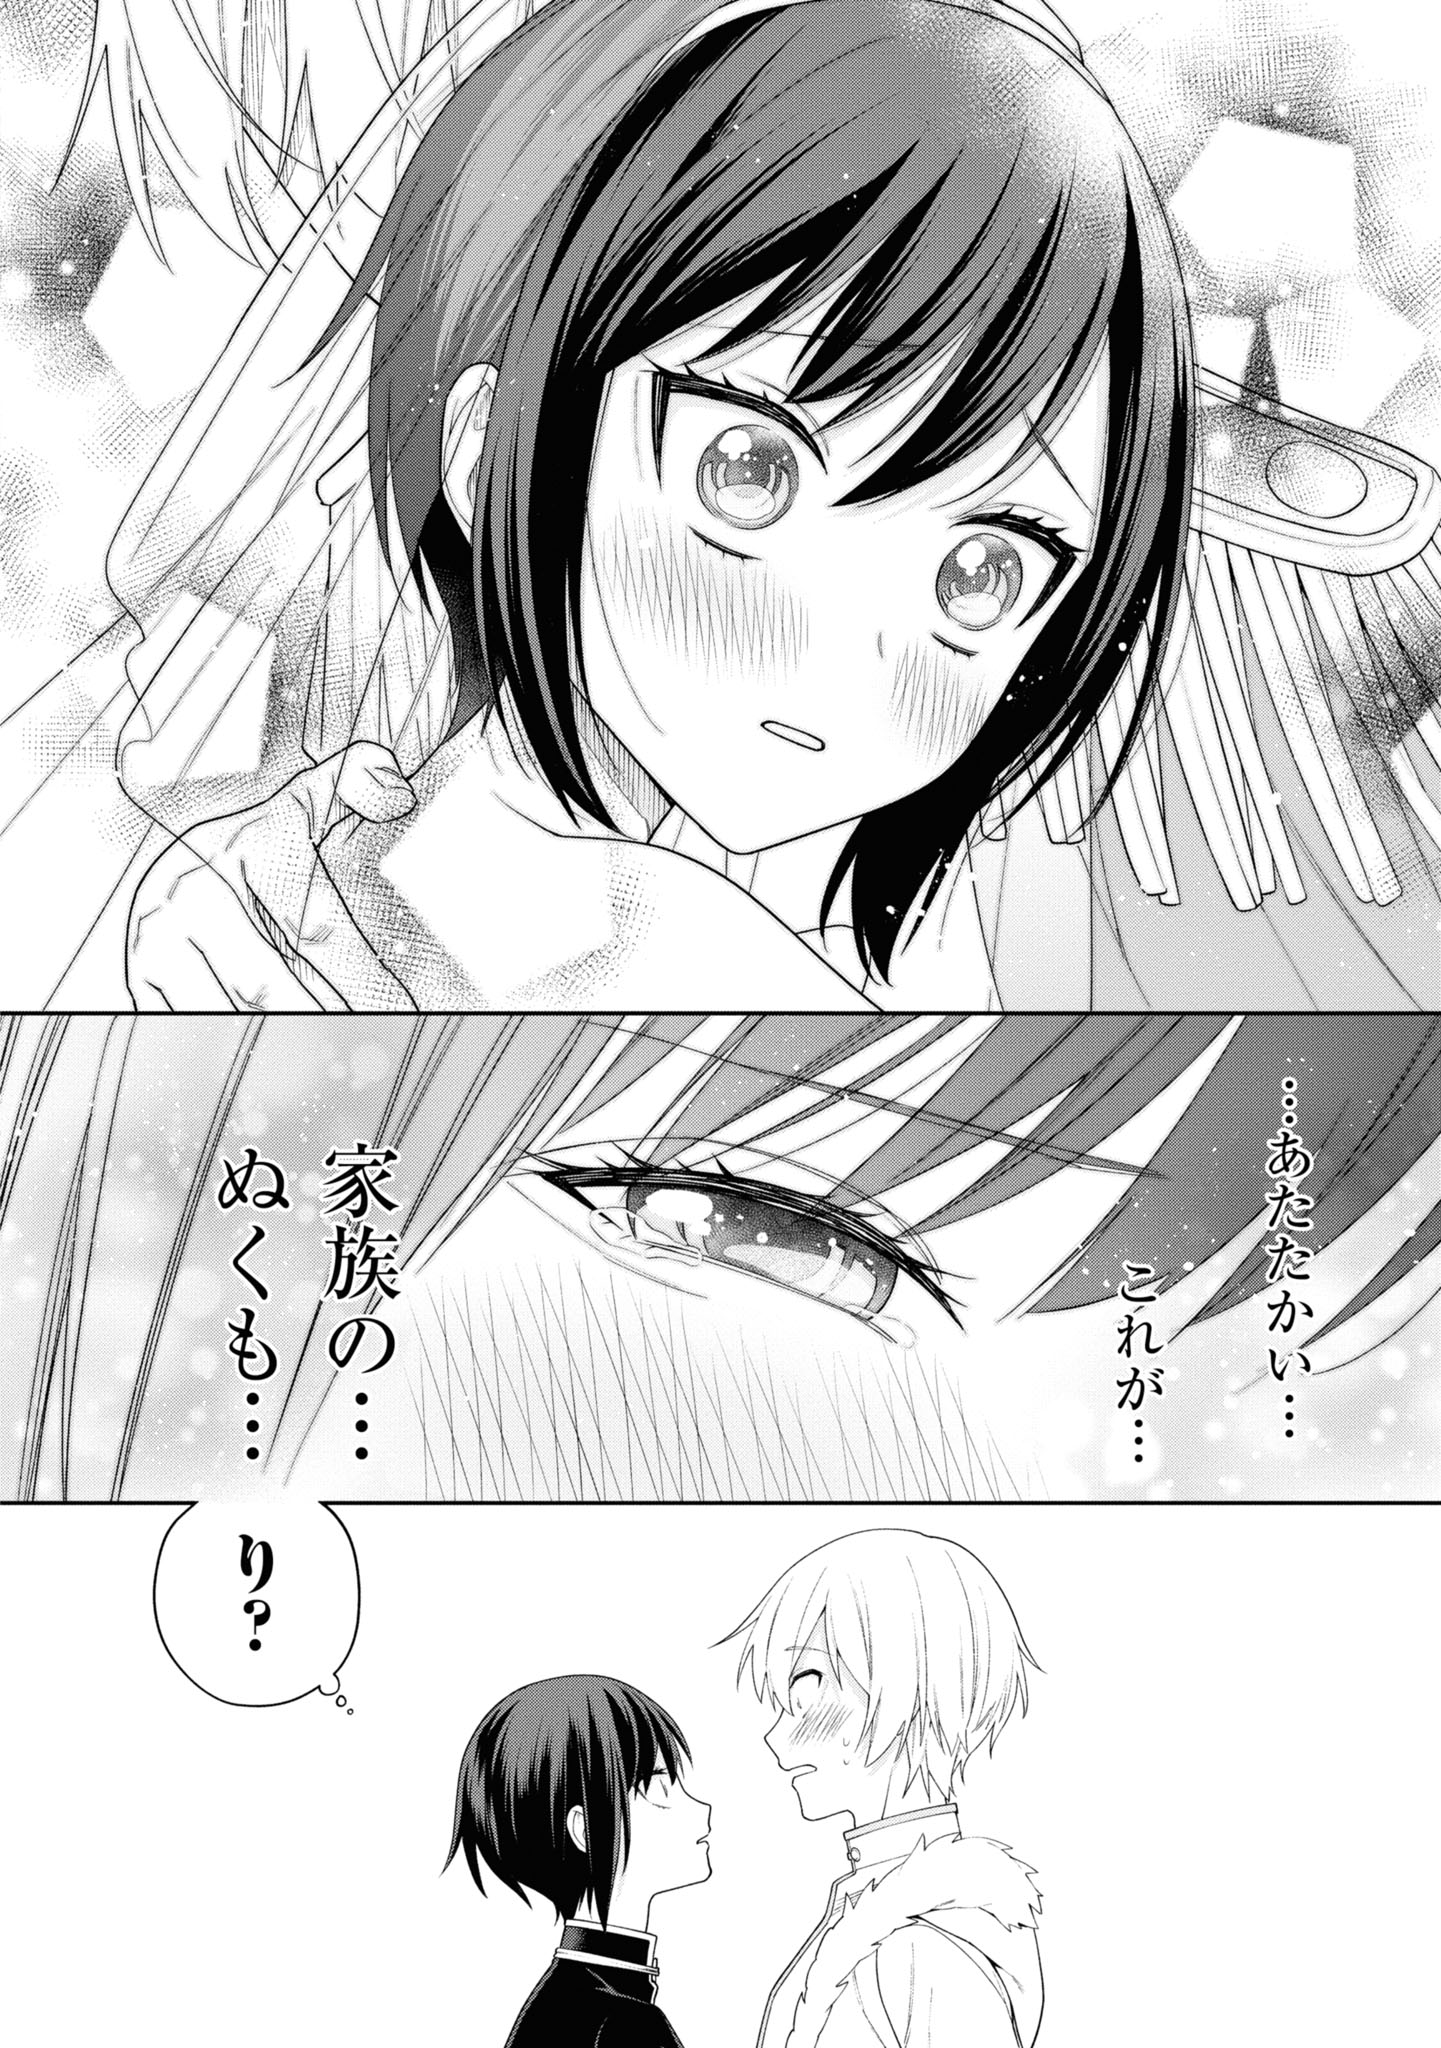 …あたたかい…
これが…
家族の…
ぬくも…
り?